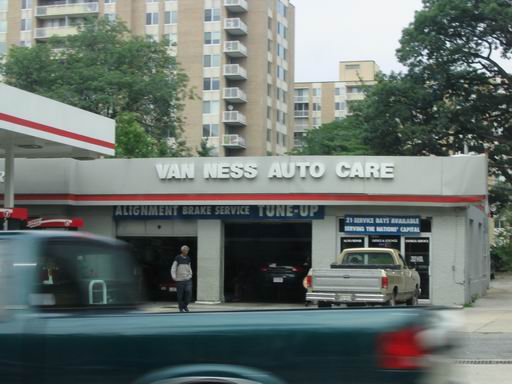 VAN NESS AUTO CARE
ALIGNMENT BRAKE SERVICE TUNE-UP
21 SERVICE BAYS AVAILABLE
SERVING THE NATIONS' CAPITAL